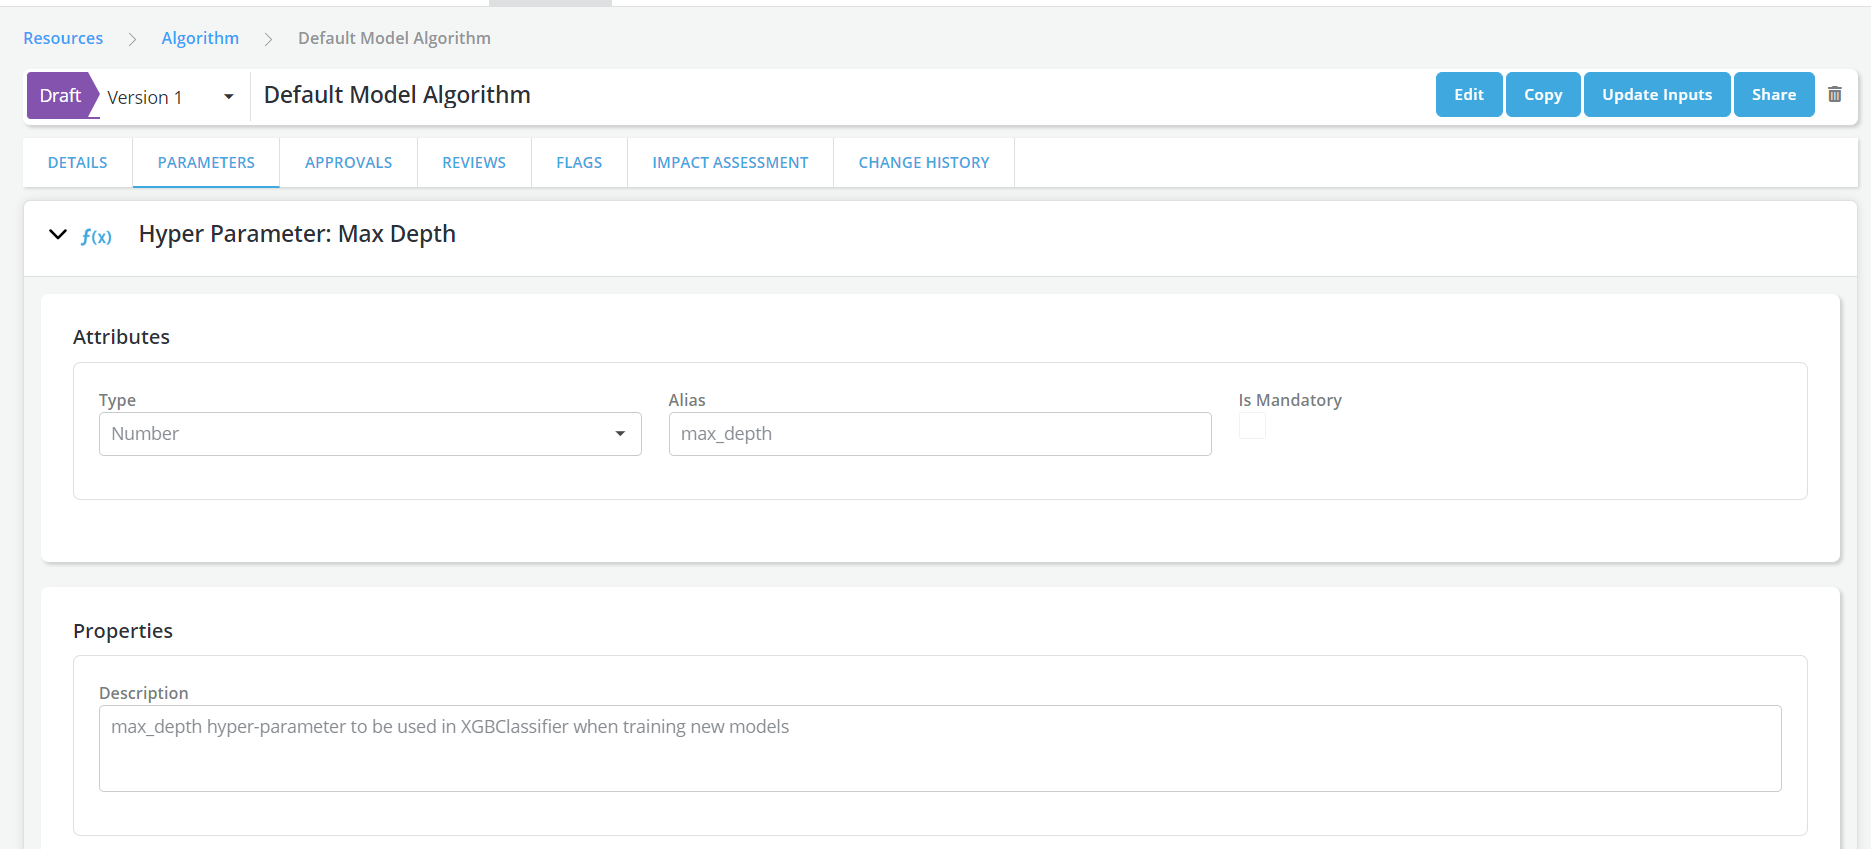 Resources > Algorithm > Default Model Algorithm
Draft Version 1 Default Model Algorithm Edit Copy Update Inputs Share
DETAILS PARAMETERS APPROVALS REVIEWS FLAGS IMPACT ASSESSMENT CHANGE HISTORY
f(x) Hyper Parameter: Max Depth
Attributes
Type Alias Is Mandatory
Number max_depth
Properties
Description
max_depth hyper-parameter to be used in XGBClassifier when training new models